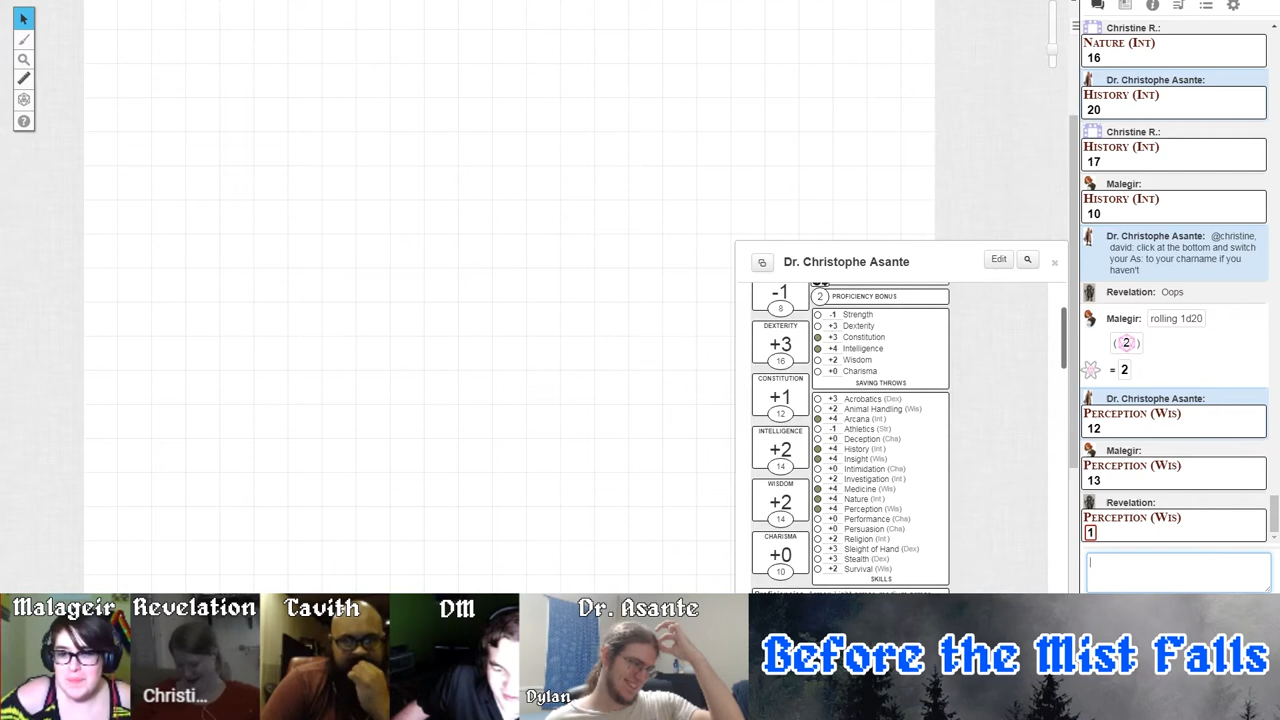 Christine R.:
Nature (Int)
16
Dr. Christophe Asante:
History (Int)
20
Christine R.:
History (Int)
17
Malegir:
History (Int)
10
Dr. Christophe Asante: @christine,
david: click at the bottom and switch
your As: to your charname if you
haven't
Revelation: Oops
Malegir: rolling 1d20
(2)
= 2
Dr. Christophe Asante:
Perception (Wis)
12
Malegir:
Perception (Wis)
13
Revelation:
Perception (Wis)
1
Dr. Christophe Asante
Edit
-1
8
DEXTERITY
+3
16
CONSTITUTION
+1
12
INTELLIGENCE
+2
14
WISDOM
+2
14
CHARISMA
+0
10
2 PROFICIENCY BONUS
-1 Strength
+3 Dexterity
+3 Constitution
+4 Intelligence
+2 Wisdom
+0 Charisma
SAVING THROWS
+3 Acrobatics (Dex)
+2 Animal Handling (Wis)
+4 Arcana (Int)
-1 Athletics (Str)
+0 Deception (Cha)
+4 History (Int)
+4 Insight (Wis)
+0 Intimidation (Cha)
+2 Investigation (Int)
+4 Medicine (Wis)
+4 Nature (Int)
+4 Perception (Wis)
+0 Performance (Cha)
+0 Persuasion (Cha)
+2 Religion (Int)
+3 Sleight of Hand (Dex)
+3 Stealth (Dex)
+2 Survival (Wis)
SKILLS
Malageir
Revelation
Tavith
DM
Dr. Asante
Christi...
Dylan
Before the Mist Falls